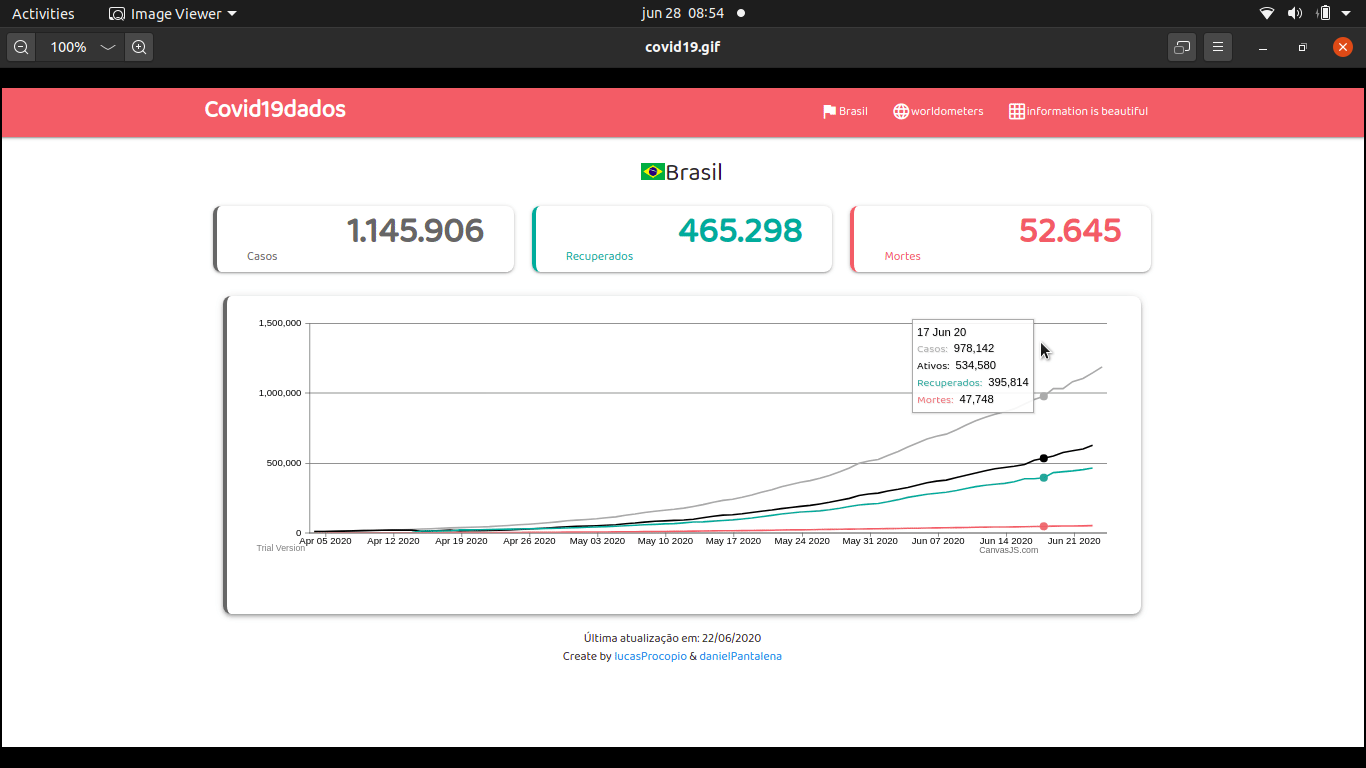 Activities Image Viewer jun 28 08:54
100% covid19.gif
Covid19dados Brasil worldometers information is beautiful
Brasil
1.145.906 465.298 52.645
Casos Recuperados Mortes
1,500,000
1,000,000
500,000
0
17 Jun 20
Casos: 978,142
Ativos: 534,580
Recuperados: 395,814
Mortes: 47,748
Apr 05 2020 Apr 12 2020 Apr 19 2020 Apr 26 2020 May 03 2020 May 10 2020 May 17 2020 May 24 2020 May 31 2020 Jun 07 2020 Jun 14 2020 Jun 21 2020
Trial Version CanvasJS.com
Última atualização em: 22/06/2020
Create by lucasProcopio & danielPantalena